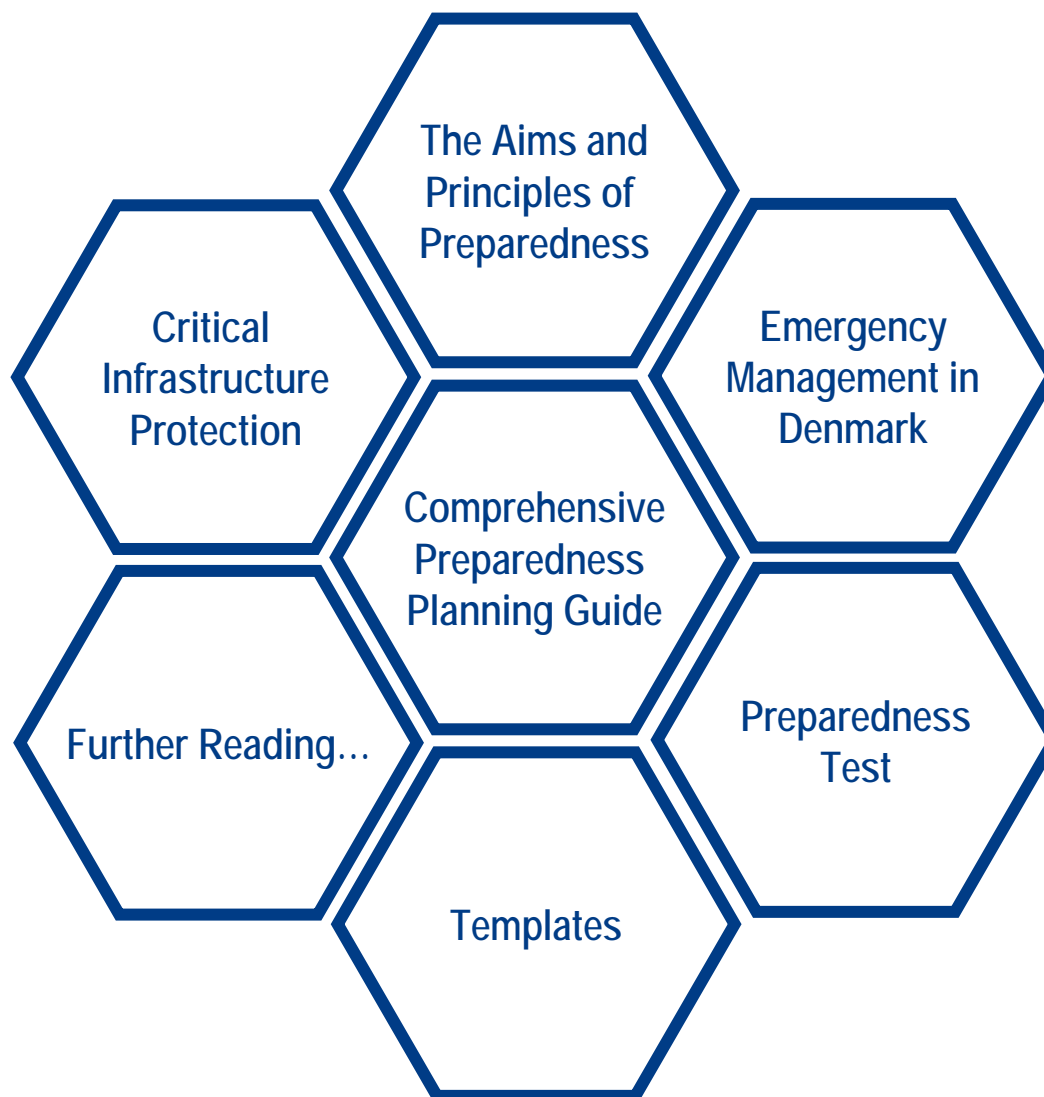 The Aims and
Principles of
Preparedness
Critical
Infrastructure
Protection
Emergency
Management in
Denmark
Comprehensive
Preparedness
Planning Guide
Further Reading...
Preparedness
Test
Templates